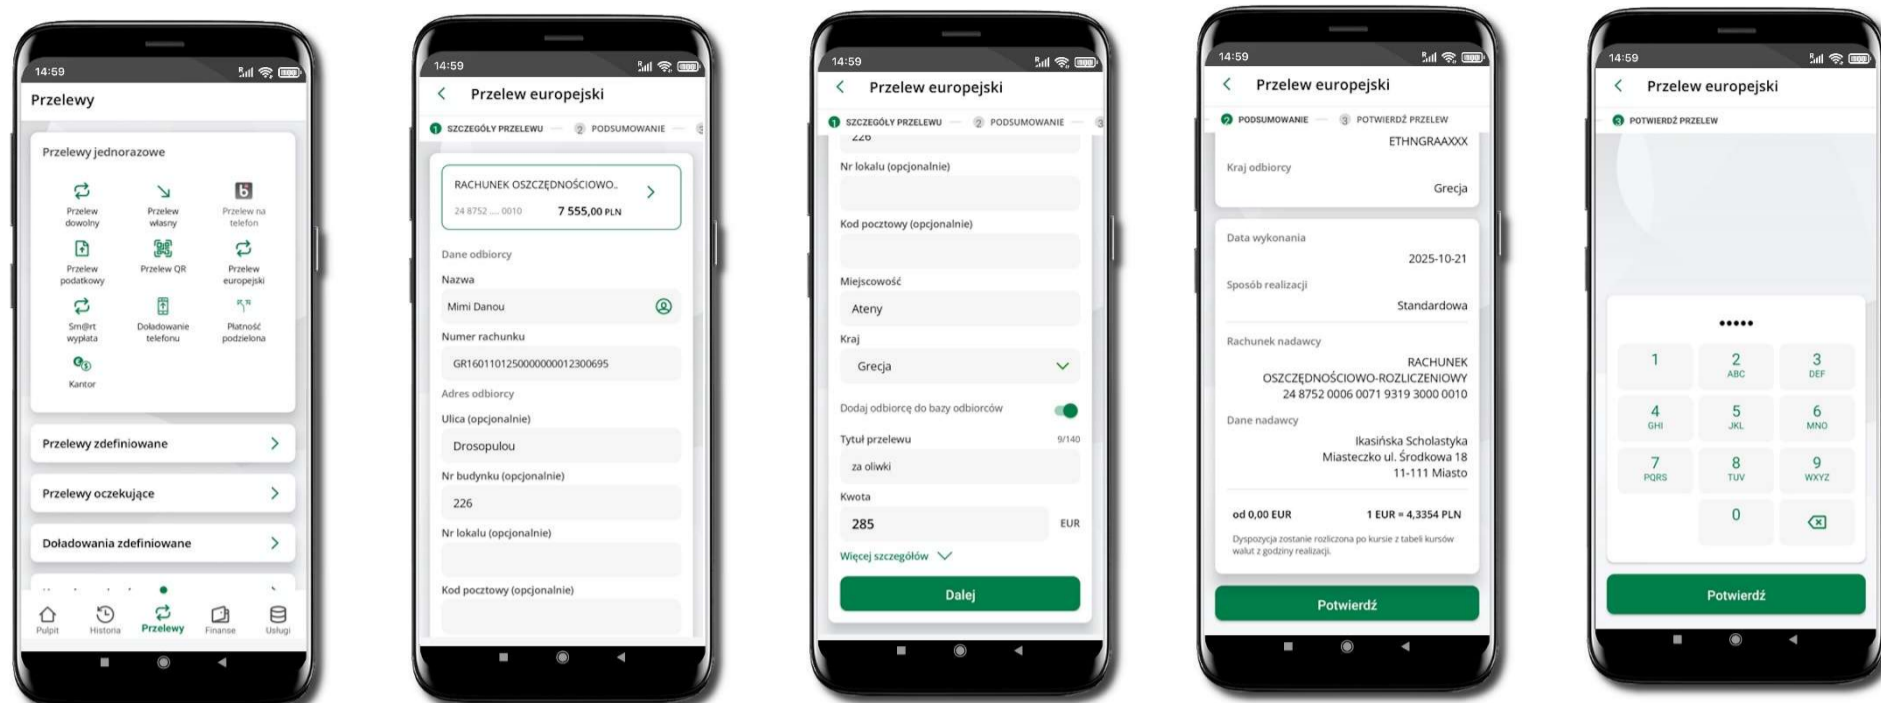 14:59
Przelewy
Przelewy jednorazowe
Przelew dowolny
Przelew własny
Przelew na telefon
Przelew podatkowy
Przelew QR
Przelew europejski
Sm@rt wypłata
Doładowanie telefonu
Płatność podzielona
Kantor
Przelewy zdefiniowane
Przelewy oczekujące
Doładowania zdefiniowane
Pulpit
Historia
Przelewy
Finanse
Usługi
14:59
Przelew europejski
1 SZCZEGÓŁY PRZELEWU
2 PODSUMOWANIE
3
RACHUNEK OSZCZĘDNOŚCIOWO..
24 8752 .... 0010 7 555,00 PLN
Dane odbiorcy
Nazwa
Mimi Danou
Numer rachunku
GR1601101250000000012300695
Adres odbiorcy
Ulica (opcjonalnie)
Drosopulou
Nr budynku (opcjonalnie)
226
Nr lokalu (opcjonalnie)
Kod pocztowy (opcjonalnie)
14:59
Przelew europejski
1 SZCZEGÓŁY PRZELEWU
2 PODSUMOWANIE
3
226
Nr lokalu (opcjonalnie)
Kod pocztowy (opcjonalnie)
Miejscowość
Ateny
Kraj
Grecja
Dodaj odbiorcę do bazy odbiorców
Tytuł przelewu 9/140
za oliwki
Kwota
285 EUR
Więcej szczegółów
Dalej
14:59
Przelew europejski
2 PODSUMOWANIE
3 POTWIERDŹ PRZELEW
ETHNGRAAXXX
Kraj odbiorcy
Grecja
Data wykonania
2025-10-21
Sposób realizacji
Standardowa
Rachunek nadawcy
RACHUNEK
OSZCZĘDNOŚCIOWO-ROZLICZENIOWY
24 8752 0006 0071 9319 3000 0010
Dane nadawcy
Ikasińska Scholastyka
Miasteczko ul. Środkowa 18
11-111 Miasto
od 0,00 EUR 1 EUR = 4,3354 PLN
Dyspozycja zostanie rozliczona po kursie z tabeli kursów
walut z godziny realizacji.
Potwierdź
14:59
Przelew europejski
3 POTWIERDŹ PRZELEW
•••••
1 2 3
ABC DEF
4 5 6
GHI JKL MNO
7 8 9
PQRS TUV WXYZ
0
Potwierdź